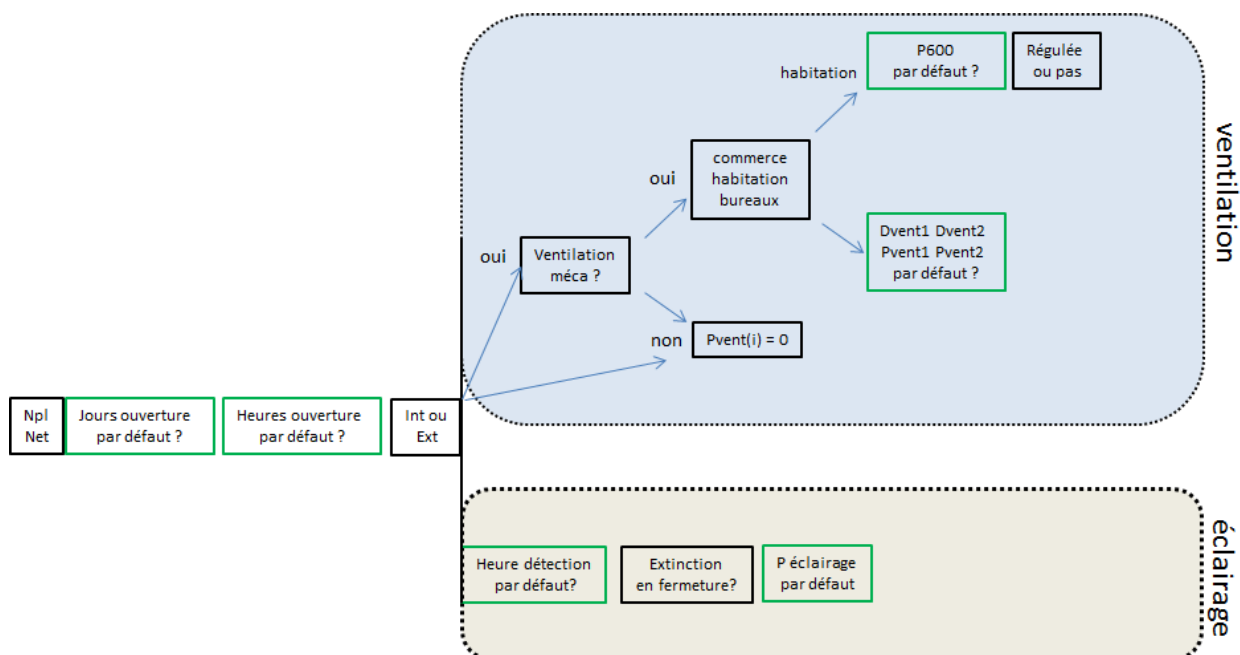 P600
par défaut ?
Régulée
ou pas
habitation
commerce
habitation
bureaux
oui
Dvent1 Dvent2
Pvent1 Pvent2
par défaut ?
oui
Ventilation
méca ?
non
Pvent(i) = 0
ventilation
Npl
Net
Jours ouverture
par défaut ?
Heures ouverture
par défaut ?
Int ou
Ext
Heure détection
par défaut?
Extinction
en fermeture?
P éclairage
par défaut
éclairage